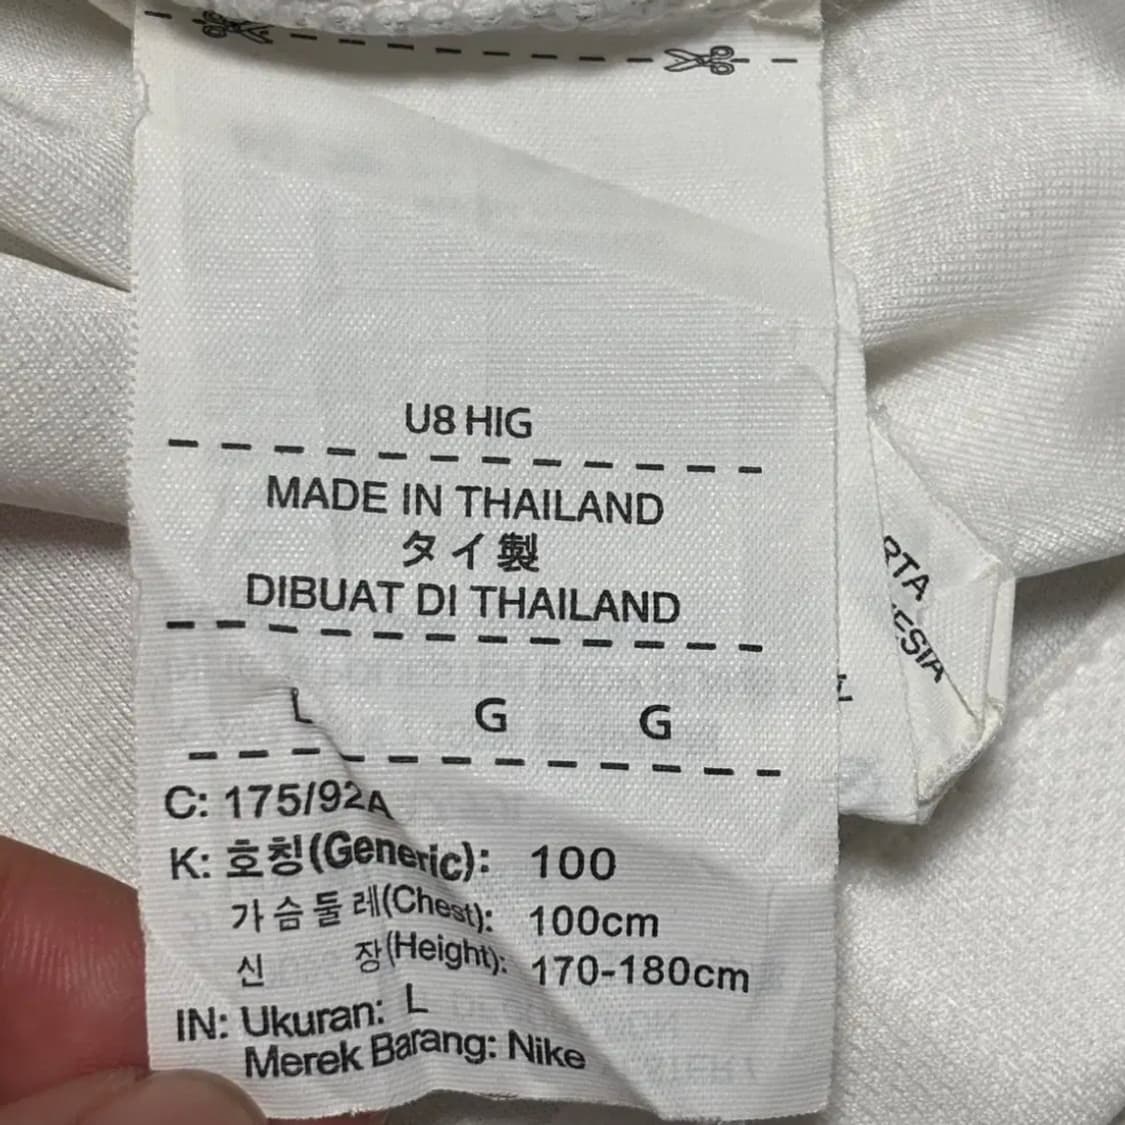 U8 HIG
MADE IN THAILAND
タイ製
DIBUAT DI THAILAND
L G G
C: 175/92A
K: 호칭(Generic): 100
가슴둘레(Chest): 100cm
신 장(Height): 170-180cm
IN: Ukuran: L
Merek Barang: Nike